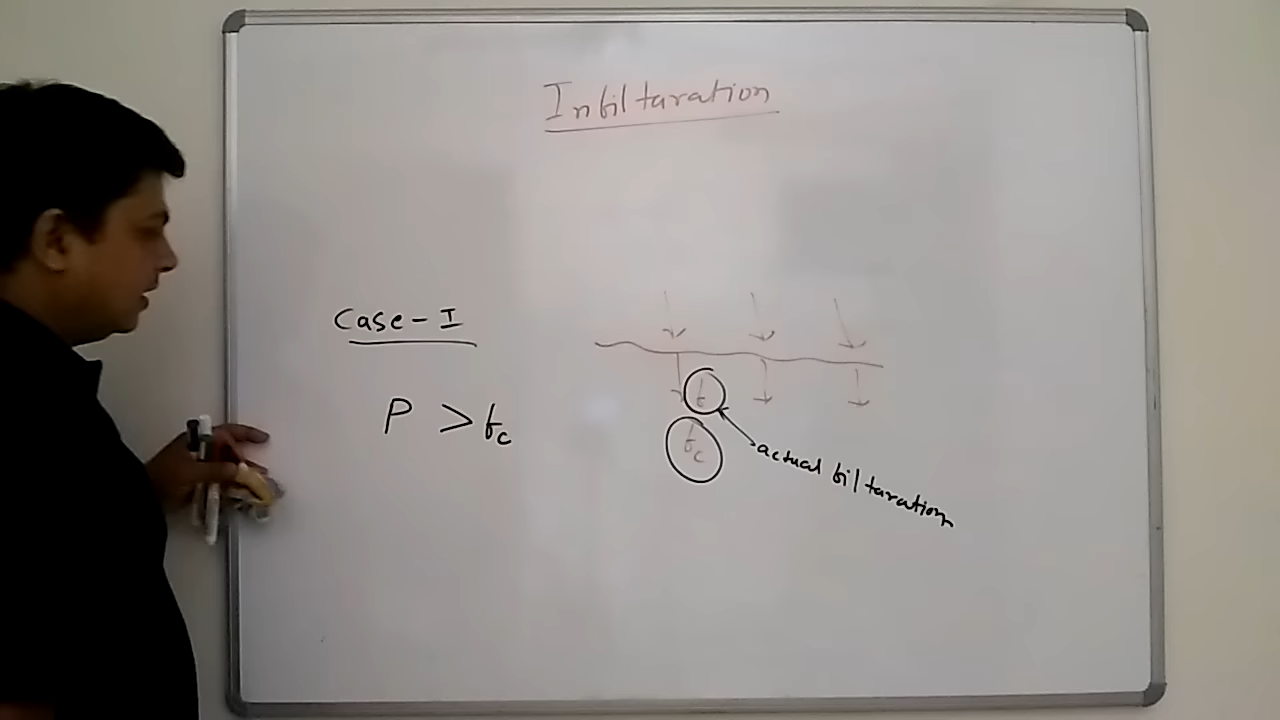 Infiltaration
Case-I
P > fc
f
fc
actual filtaration